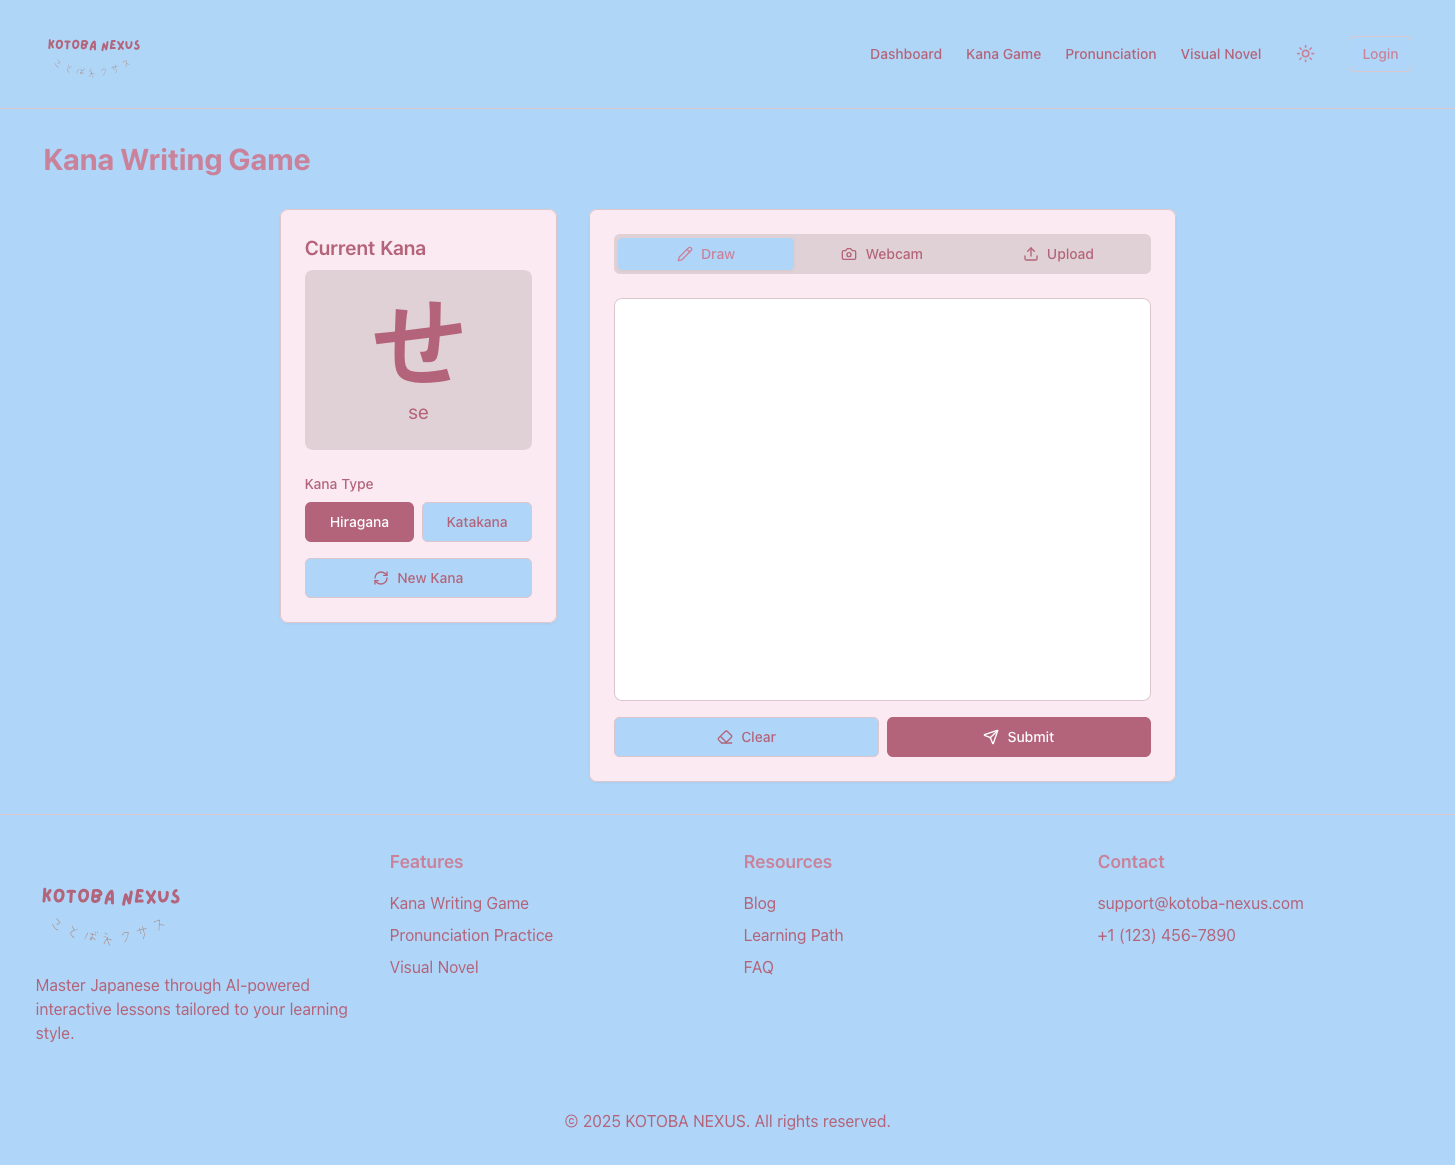 KOTOBA NEXUS
ことばネクサス
Dashboard Kana Game Pronunciation Visual Novel Login
Kana Writing Game
Current Kana
せ
se
Kana Type
Hiragana Katakana
New Kana
Draw Webcam Upload
Clear Submit
KOTOBA NEXUS
ことばネクサス
Master Japanese through AI-powered
interactive lessons tailored to your learning
style.
Features
Kana Writing Game
Pronunciation Practice
Visual Novel
Resources
Blog
Learning Path
FAQ
Contact
support@kotoba-nexus.com
+1 (123) 456-7890
© 2025 KOTOBA NEXUS. All rights reserved.